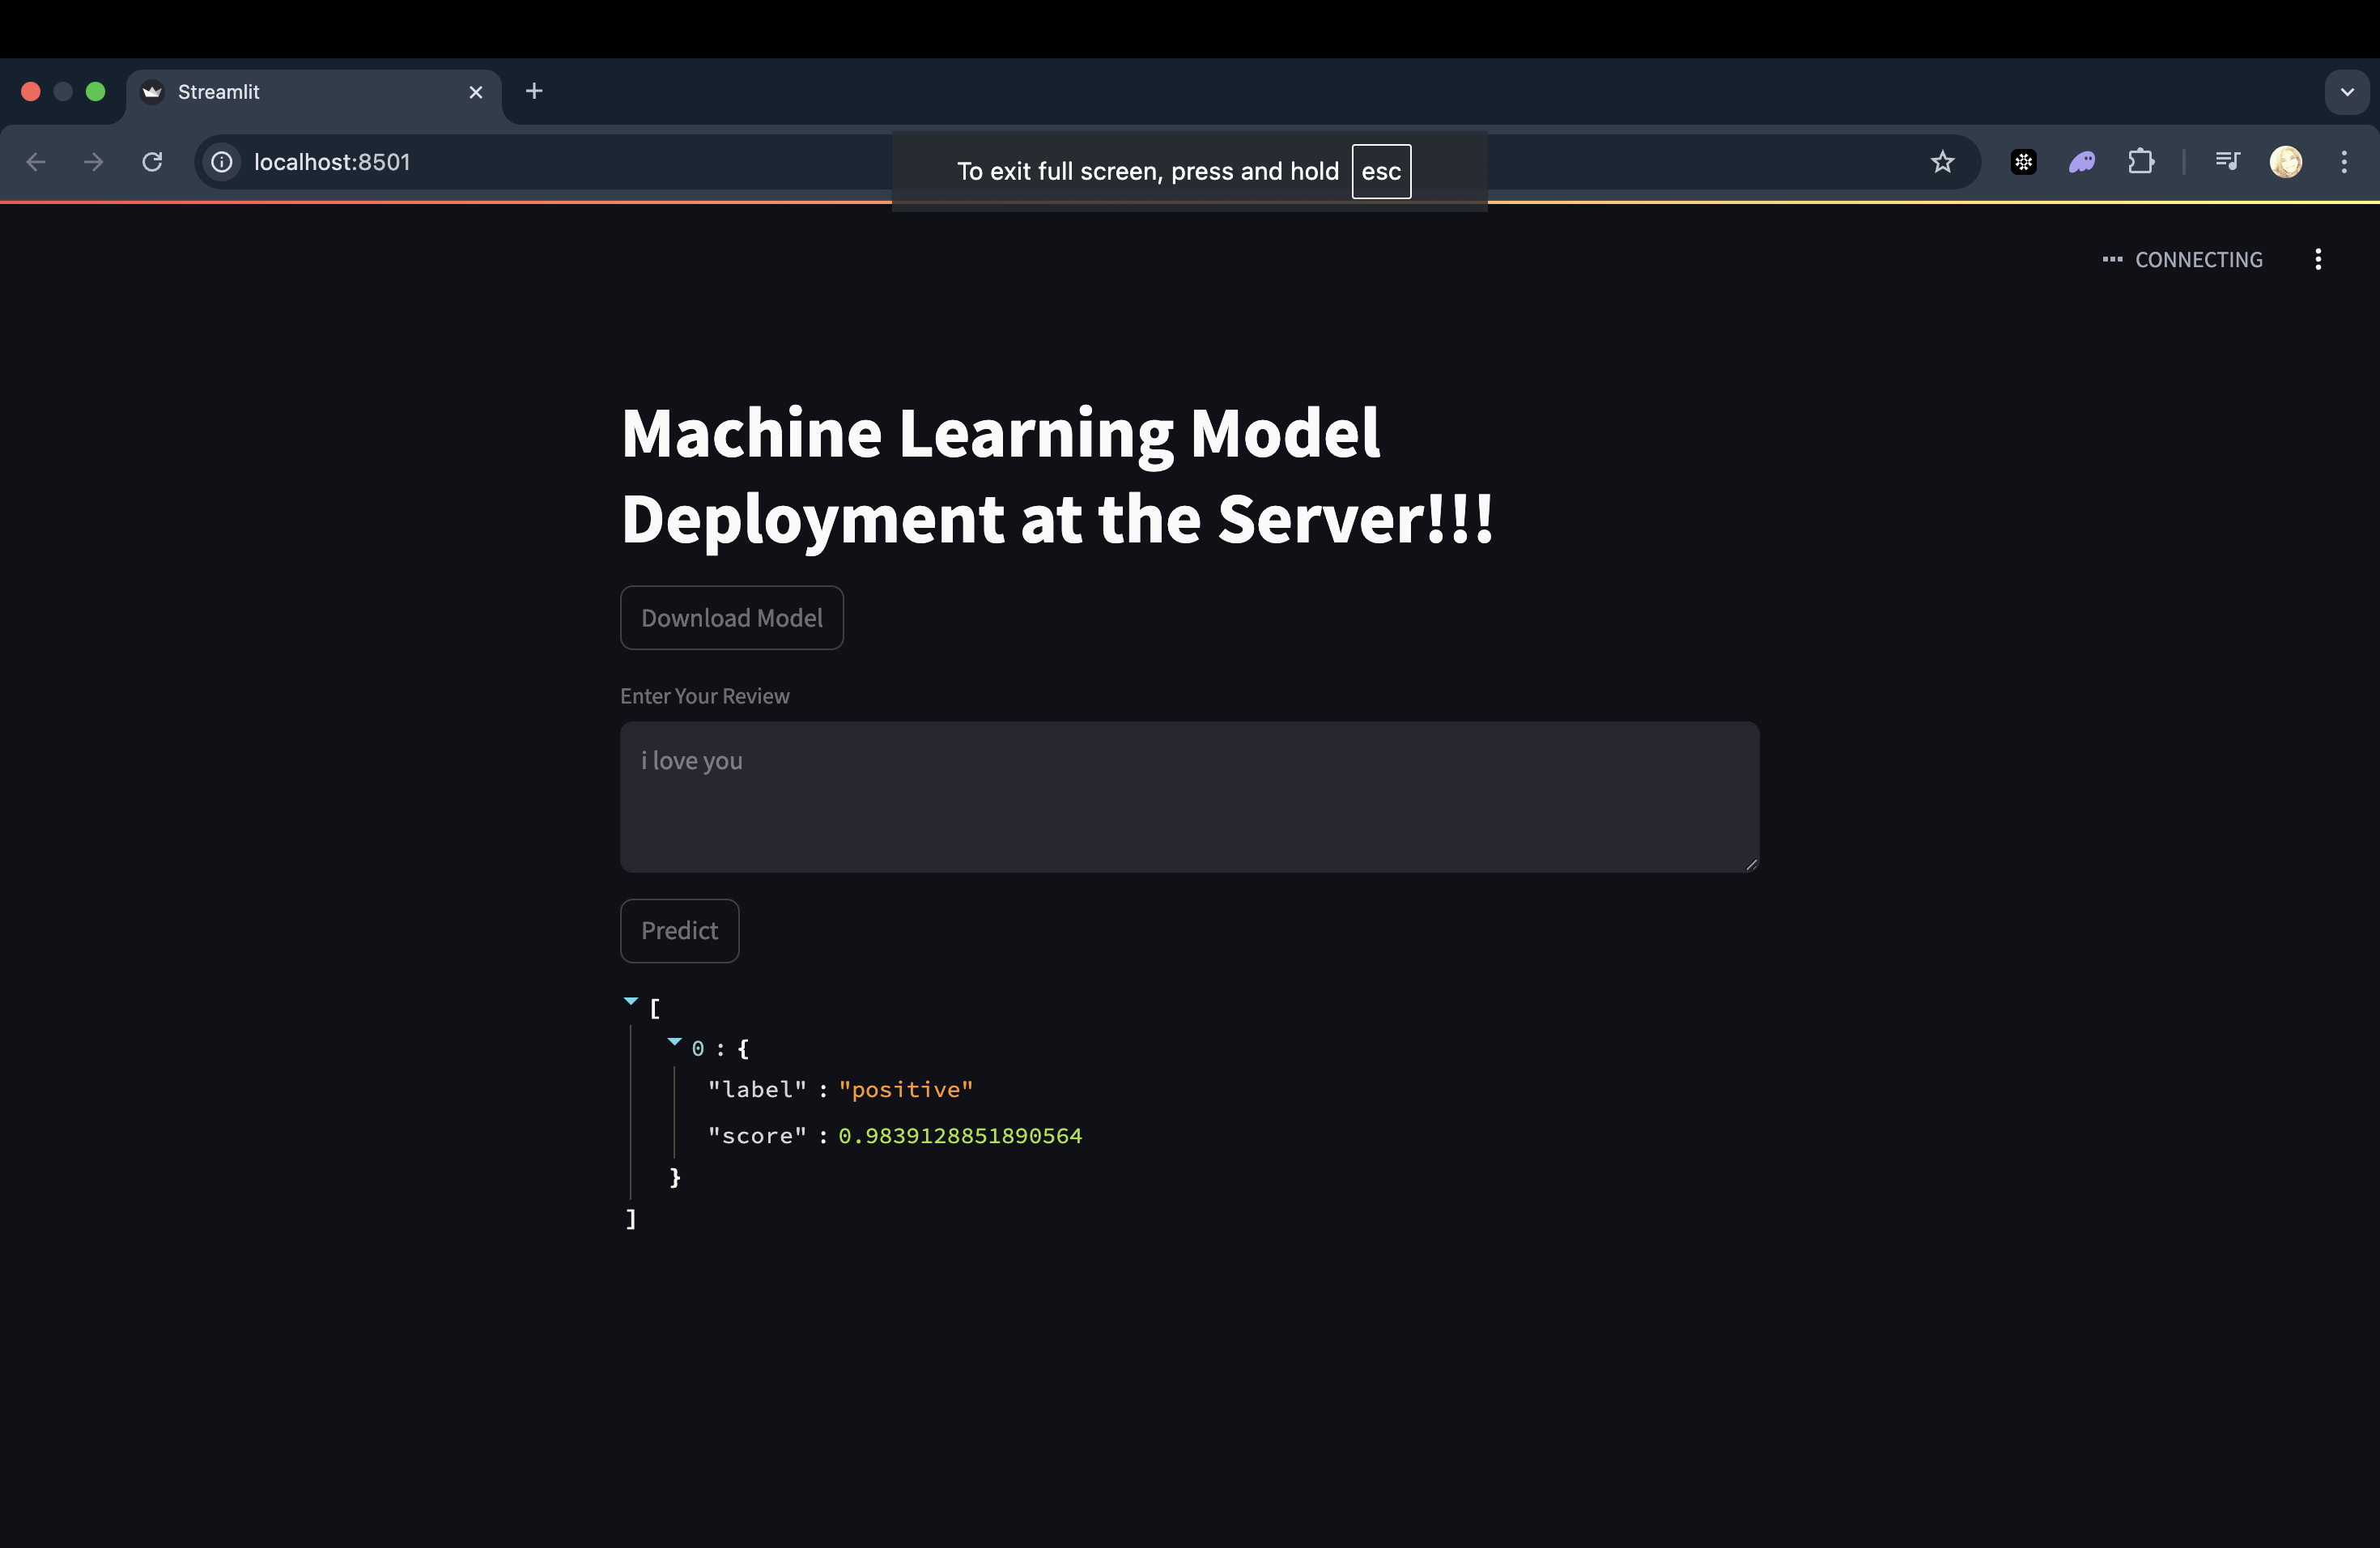 Streamlit
localhost:8501
To exit full screen, press and hold esc
CONNECTING
Machine Learning Model
Deployment at the Server!!!
Download Model
Enter Your Review
i love you
Predict
[
0 : {
"label" : "positive"
"score" : 0.9839128851890564
}
]